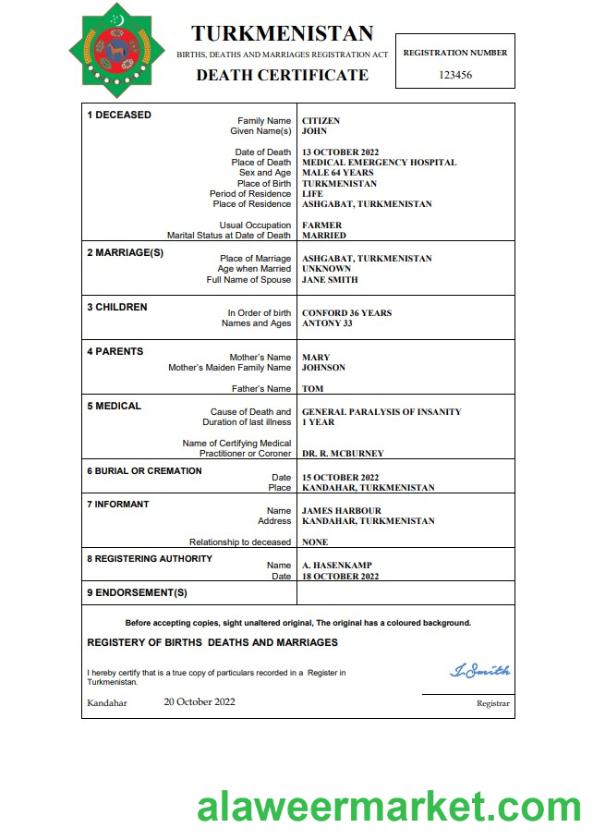 TURKMENISTAN
BIRTHS, DEATHS AND MARRIAGES REGISTRATION ACT
DEATH CERTIFICATE
REGISTRATION NUMBER
123456
1 DECEASED
Family Name CITIZEN
Given Name(s) JOHN
Date of Death 13 OCTOBER 2022
Place of Death MEDICAL EMERGENCY HOSPITAL
Sex and Age MALE 64 YEARS
Place of Birth TURKMENISTAN
Period of Residence LIFE
Place of Residence ASHGABAT, TURKMENISTAN
Usual Occupation FARMER
Marital Status at Date of Death MARRIED
2 MARRIAGE(S)
Place of Marriage ASHGABAT, TURKMENISTAN
Age when Married UNKNOWN
Full Name of Spouse JANE SMITH
3 CHILDREN
In Order of birth CONFORD 36 YEARS
Names and Ages ANTONY 33
4 PARENTS
Mother's Name MARY
Mother's Maiden Family Name JOHNSON
Father's Name TOM
5 MEDICAL
Cause of Death and GENERAL PARALYSIS OF INSANITY
Duration of last illness 1 YEAR
Name of Certifying Medical
Practitioner or Coroner DR. R. MCBURNEY
6 BURIAL OR CREMATION
Date 15 OCTOBER 2022
Place KANDAHAR, TURKMENISTAN
7 INFORMANT
Name JAMES HARBOUR
Address KANDAHAR, TURKMENISTAN
Relationship to deceased NONE
8 REGISTERING AUTHORITY
Name A. HASENKAMP
Date 18 OCTOBER 2022
9 ENDORSEMENT(S)
Before accepting copies, sight unaltered original, The original has a coloured background.
REGISTERY OF BIRTHS DEATHS AND MARRIAGES
I hereby certify that is a true copy of particulars recorded in a Register in
Turkmenistan.
I. Smith
Kandahar 20 October 2022 Registrar
alaweermarket.com